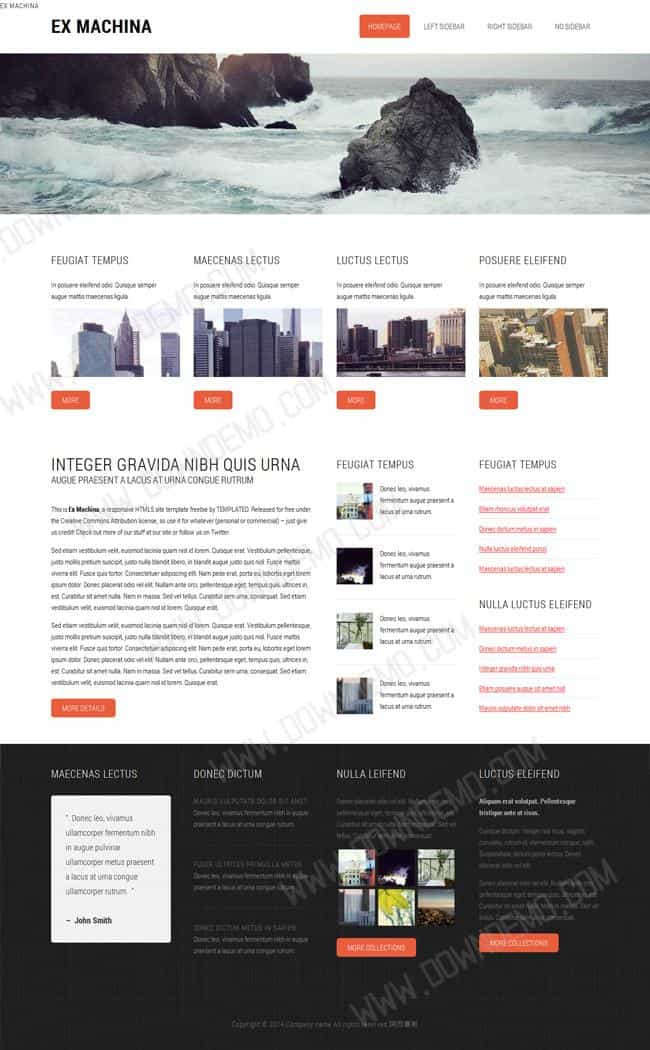 EX MACHINA
EX MACHINA
HOMEPAGE
LEFT SIDEBAR
RIGHT SIDEBAR
NO SIDEBAR
FEUGIAT TEMPUS
In posuere eleifend odio. Quisque semper
augue mattis maecenas ligula.
MORE
MAECENAS LECTUS
In posuere eleifend odio. Quisque semper
augue mattis maecenas ligula.
MORE
LUCTUS LECTUS
In posuere eleifend odio. Quisque semper
augue mattis maecenas ligula.
MORE
POSUERE ELEIFEND
In posuere eleifend odio. Quisque semper
augue mattis maecenas ligula.
MORE
INTEGER GRAVIDA NIBH QUIS URNA
AUGUE PRAESENT A LACUS AT URNA CONGUE RUTRUM
This is Ex Machina, a responsive HTML5 site template freebie by TEMPLATED. Released for free under
the Creative Commons Attribution license, so use it for whatever (personal or commercial) – just give
us credit! Check out more of our stuff at our site or follow us on Twitter.
Sed etiam vestibulum velit, euismod lacinia quam nisl id lorem. Quisque erat. Vestibulum pellentesque,
justo mollis pretium suscipit, justo nulla blandit libero, in blandit augue justo quis nisl. Fusce mattis
viverra elit. Fusce quis tortor. Consectetuer adipiscing elit. Nam pede erat, porta eu, lobortis eget lorem
ipsum dolor. Donec placerat odio vel elit. Nullam ante orci, pellentesque eget, tempus quis, ultrices in,
est. Curabitur sit amet nulla. Nam in massa. Sed vel tellus. Curabitur sem urna, consequat. Sed etiam
vestibulum velit, euismod lacinia quam nisl id lorem. Quisque erat.
Sed etiam vestibulum velit, euismod lacinia quam nisl id lorem. Quisque erat. Vestibulum pellentesque,
justo mollis pretium suscipit, justo nulla blandit libero, in blandit augue justo quis nisl. Fusce mattis
viverra elit. Fusce quis tortor. Consectetuer adipiscing elit. Nam pede erat, porta eu, lobortis eget lorem
ipsum dolor. Donec placerat odio vel elit. Nullam ante orci, pellentesque eget, tempus quis, ultrices in,
est. Curabitur sit amet nulla. Nam in massa. Sed vel tellus. Curabitur sem urna, consequat. Sed etiam
vestibulum velit, euismod lacinia quam nisl id lorem. Quisque erat.
MORE DETAILS
FEUGIAT TEMPUS
Donec leo, vivamus
fermentum augue praesent a
lacus at urna rutrum.
Donec leo, vivamus
fermentum augue praesent a
lacus at urna rutrum.
Donec leo, vivamus
fermentum augue praesent a
lacus at urna rutrum.
Donec leo, vivamus
fermentum augue praesent a
lacus at urna rutrum.
FEUGIAT TEMPUS
Maecenas luctus lectus at sapien
Etiam rhoncus volutpat erat
Donec dictum metus in sapien
Nulla luctus eleifend purus
Maecenas luctus lectus at sapien
NULLA LUCTUS ELEIFEND
Maecenas luctus lectus at sapien
Donec dictum metus in sapien
Integer gravida nibh quis urna
Etiam posuere augue sit amet nisl
Mauris vulputate dolor sit amet nibh
MAECENAS LECTUS
“ Donec leo, vivamus
ullamcorper fermentum nibh
in augue pulvinar
ullamcorper metus praesent
a lacus at urna congue
ullamcorper rutrum. ”
– John Smith
DONEC DICTUM
MAURIS VULPUTATE DOLOR SIT AMET
Donec leo, vivamus fermentum nibh in augue
praesent a lacus at urna congue rutrum.
FUSCE ULTRICES FRINGILLA METUS
Donec leo, vivamus fermentum nibh in augue
praesent a lacus at urna congue rutrum.
DONEC DICTUM METUS IN SAPIEN
Donec leo, vivamus fermentum nibh in augue
praesent a lacus at urna congue rutrum.
NULLA LEIFEND
MORE COLLECTIONS
LUCTUS ELEIFEND
Aliquam erat volutpat. Pellentesque
tristique ante ut risus.
MORE COLLECTIONS
Copyright © 2014.Company name All rights reserved.
WWW.DOWNDEMO.COM
WWW.DOWNDEMO.COM
WWW.DOWNDEMO.COM